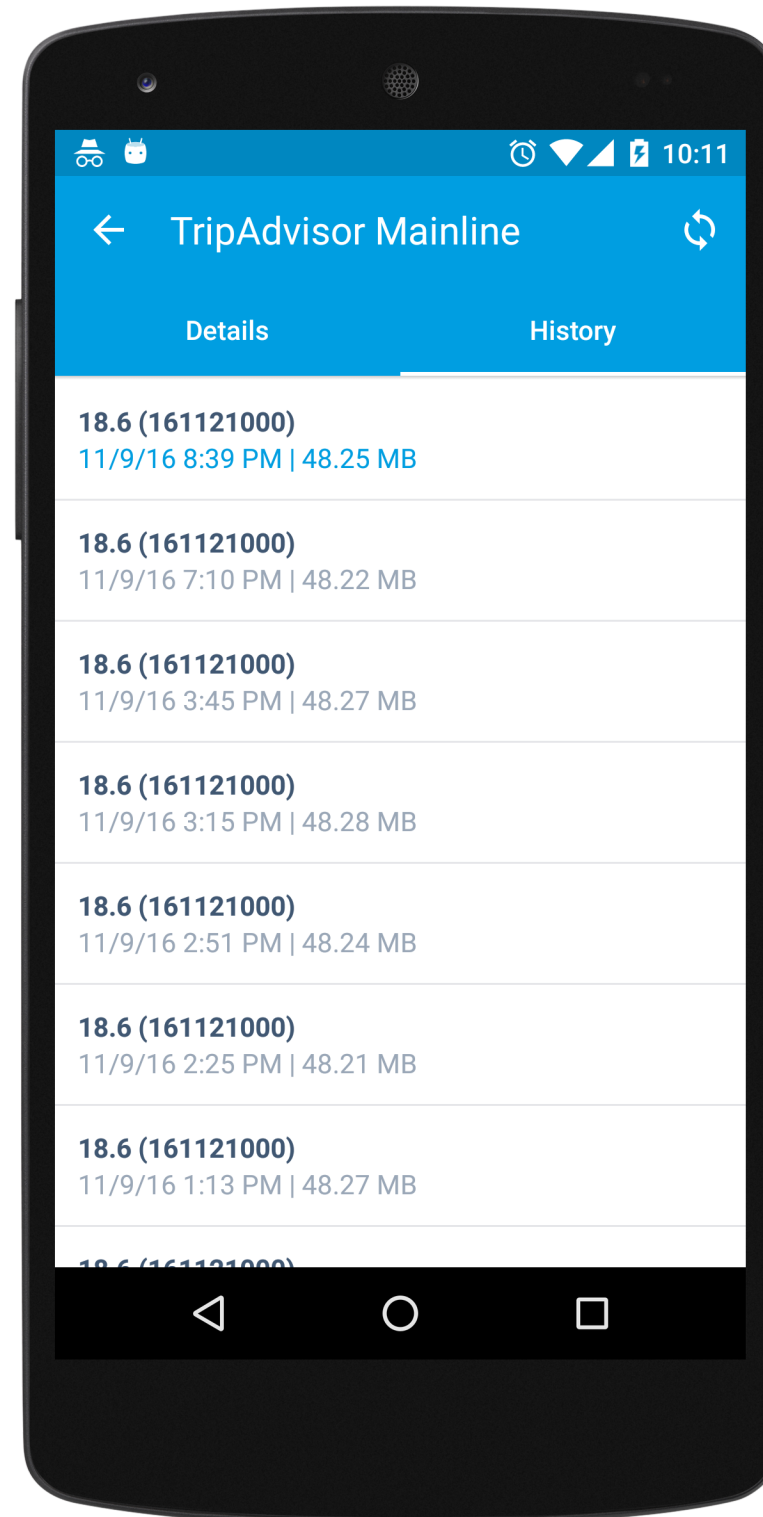 10:11
TripAdvisor Mainline
Details History
18.6 (161121000)
11/9/16 8:39 PM | 48.25 MB
18.6 (161121000)
11/9/16 7:10 PM | 48.22 MB
18.6 (161121000)
11/9/16 3:45 PM | 48.27 MB
18.6 (161121000)
11/9/16 3:15 PM | 48.28 MB
18.6 (161121000)
11/9/16 2:51 PM | 48.24 MB
18.6 (161121000)
11/9/16 2:25 PM | 48.21 MB
18.6 (161121000)
11/9/16 1:13 PM | 48.27 MB
18.6 (161121000)